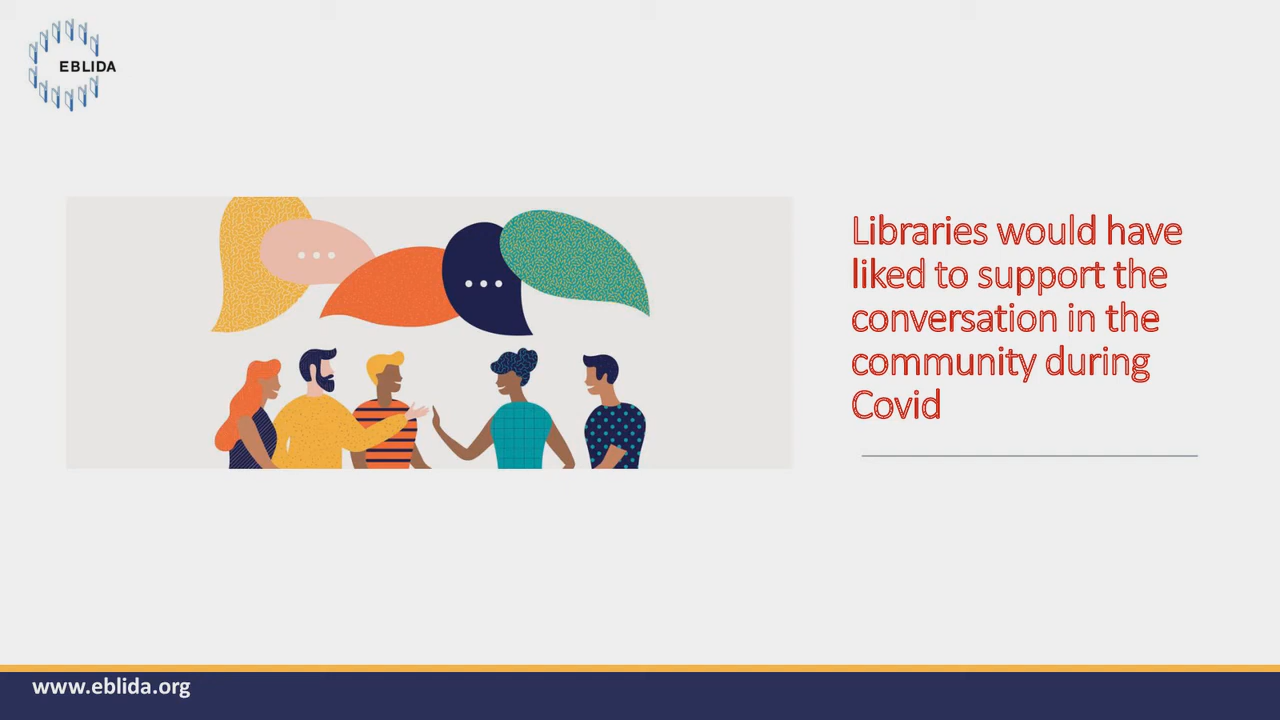 EBLIDA
Libraries would have
liked to support the
conversation in the
community during
Covid
www.eblida.org